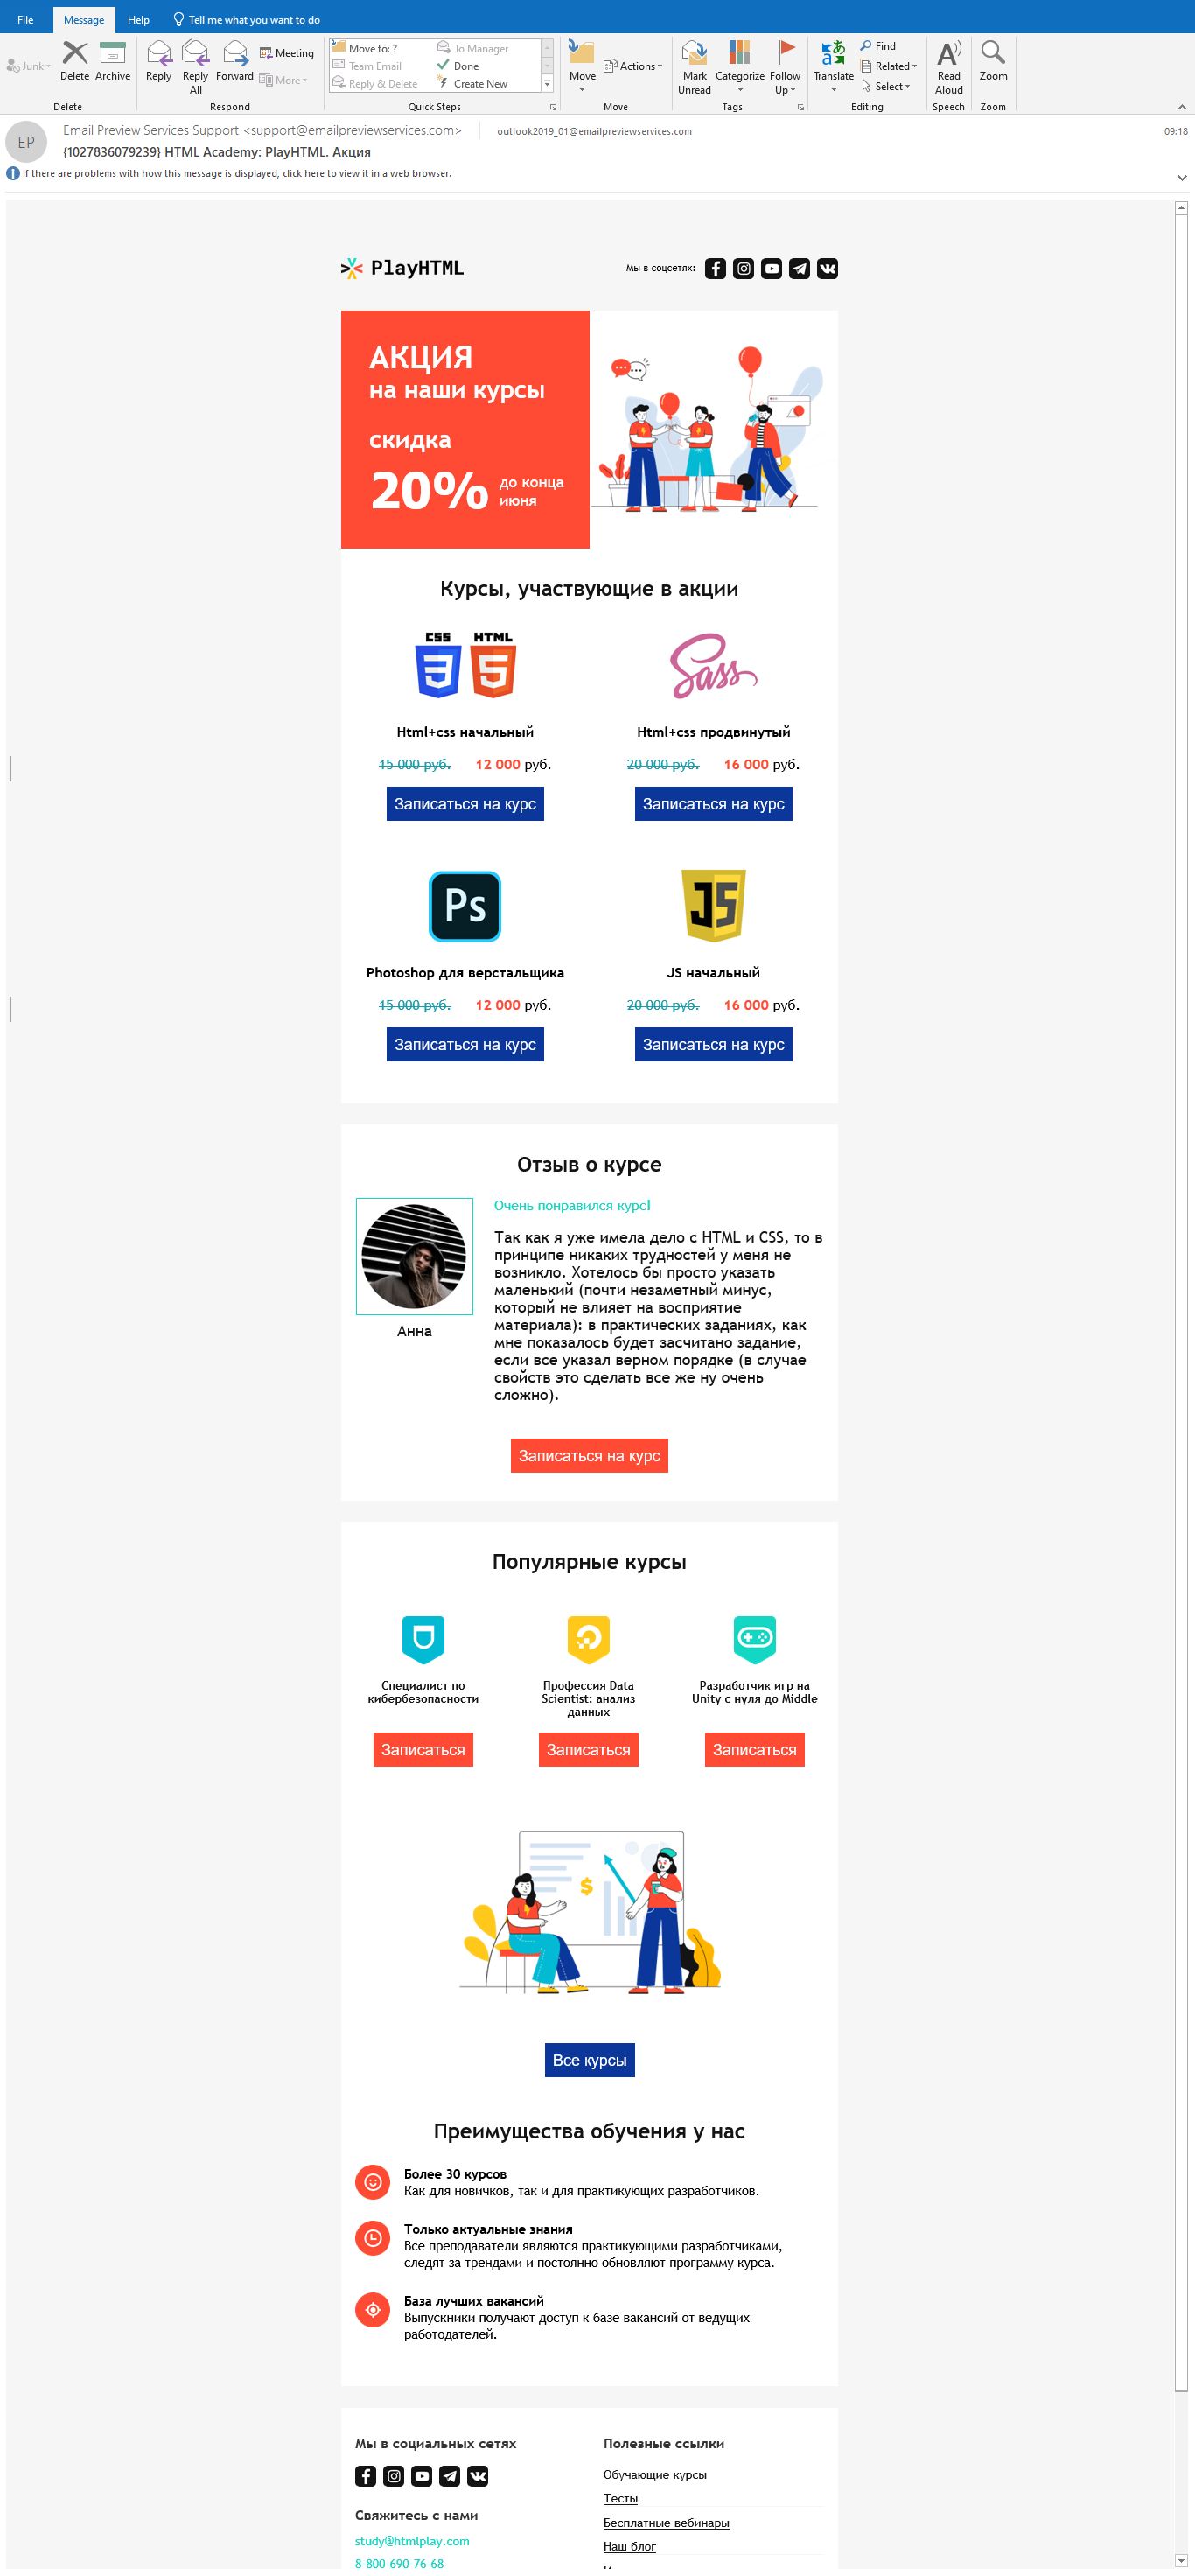 File Message Help Tell me what you want to do
Junk Delete Archive Reply Reply All Forward Meeting More
Move to: ? To Manager
Team Email Done
Reply & Delete Create New
Move Actions Mark Unread Categorize Follow Up Translate Find Related Select Read Aloud Zoom
Delete Respond Quick Steps Move Tags Editing Speech Zoom
EP
Email Preview Services Support <support@emailpreviewservices.com> outlook2019_01@emailpreviewservices.com 09:18
{1027836079239} HTML Academy: PlayHTML. Акция
If there are problems with how this message is displayed, click here to view it in a web browser.
PlayHTML Мы в соцсетях:
АКЦИЯ
на наши курсы
скидка
20% до конца
июня
Курсы, участвующие в акции
CSS HTML Sass
Html+css начальный Html+css продвинутый
15 000 руб. 12 000 руб. 20 000 руб. 16 000 руб.
Записаться на курс Записаться на курс
Ps JS
Photoshop для верстальщика JS начальный
15 000 руб. 12 000 руб. 20 000 руб. 16 000 руб.
Записаться на курс Записаться на курс
Отзыв о курсе
Очень понравился курс!
Так как я уже имела дело с HTML и CSS, то в
принципе никаких трудностей у меня не
возникло. Хотелось бы просто указать
маленький (почти незаметный минус,
который не влияет на восприятие
материала): в практических заданиях, как
мне показалось будет засчитано задание,
если все указал верном порядке (в случае
свойств это сделать все же ну очень
сложно).
Анна
Записаться на курс
Популярные курсы
Специалист по
кибербезопасности
Профессия Data
Scientist: анализ
данных
Разработчик игр на
Unity с нуля до Middle
Записаться Записаться Записаться
$
Все курсы
Преимущества обучения у нас
Более 30 курсов
Как для новичков, так и для практикующих разработчиков.
Только актуальные знания
Все преподаватели являются практикующими разработчиками,
следят за трендами и постоянно обновляют программу курса.
База лучших вакансий
Выпускники получают доступ к базе вакансий от ведущих
работодателей.
Мы в социальных сетях
Свяжитесь с нами
study@htmlplay.com
8-800-690-76-68
Полезные ссылки
Обучающие курсы
Тесты
Бесплатные вебинары
Наш блог